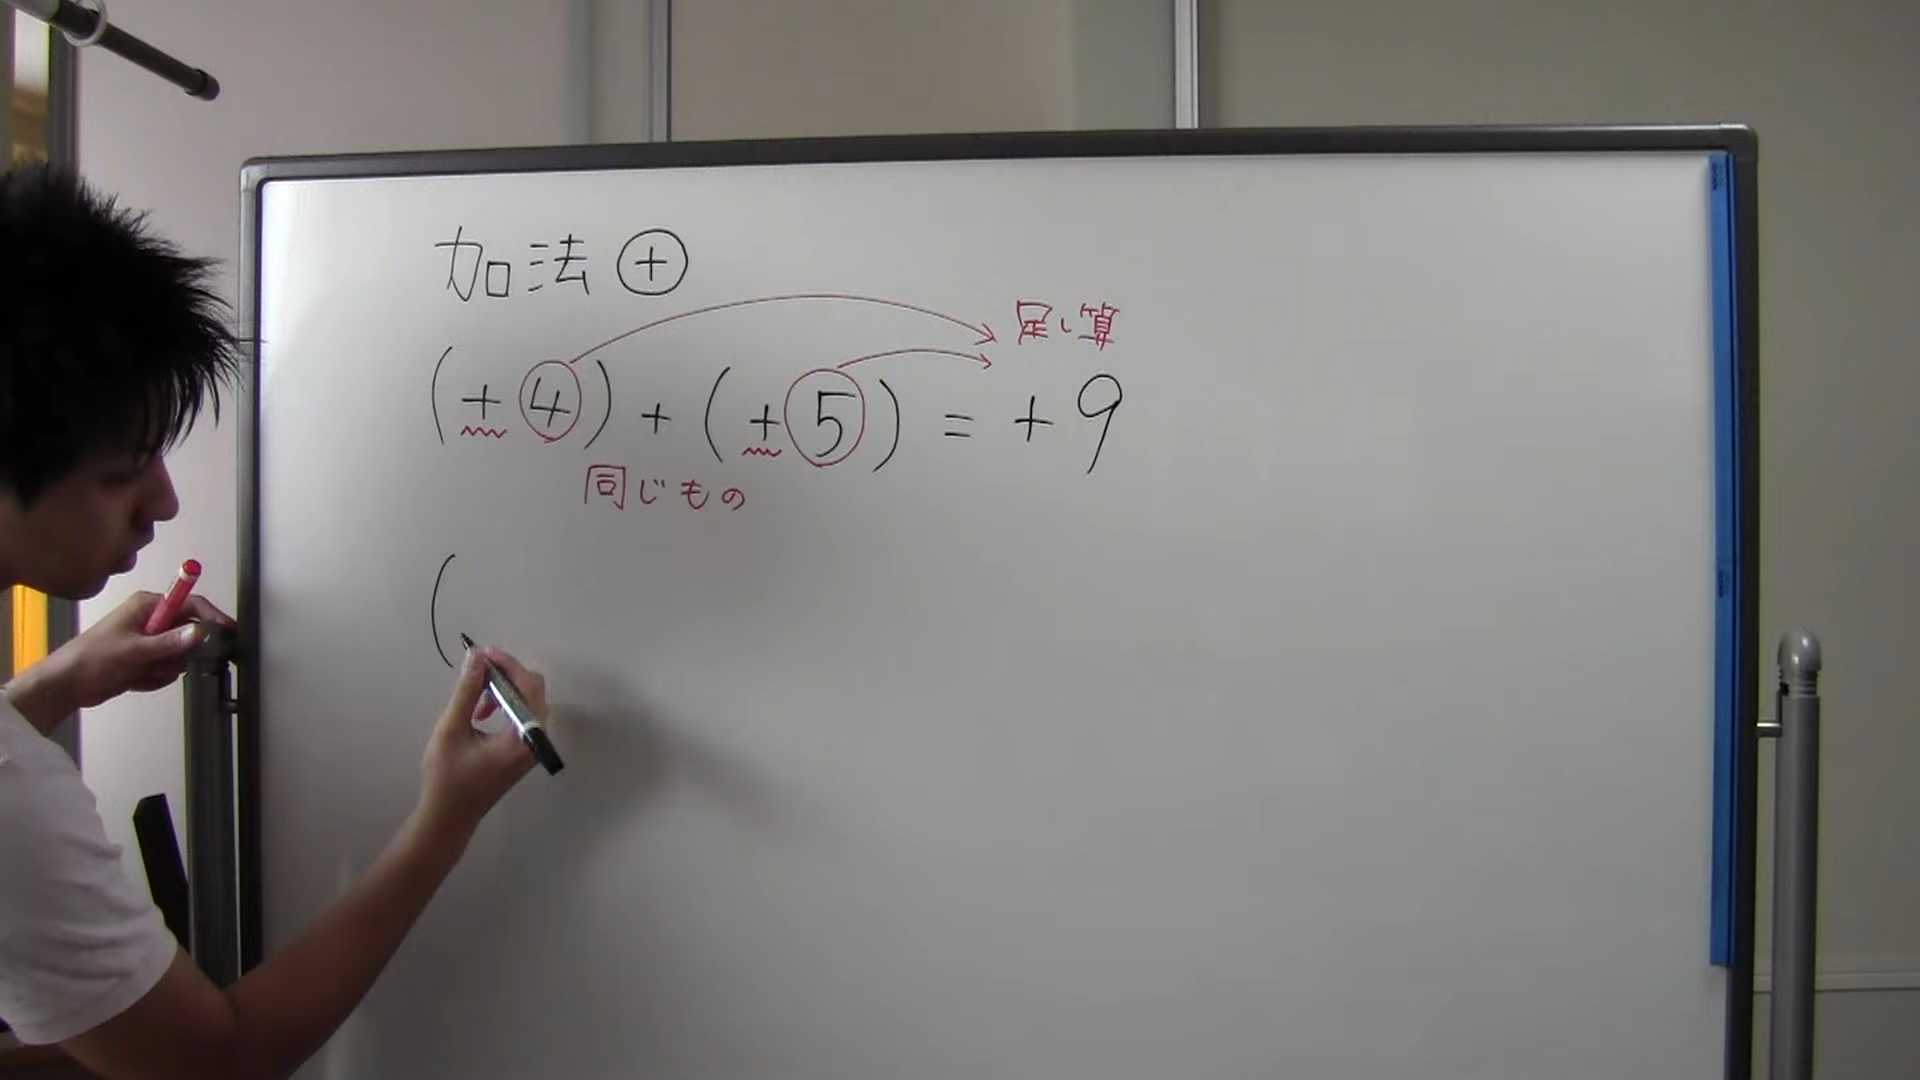 加法 ⊕
足し算
(+4) + (+5) = +9
同じもの
(